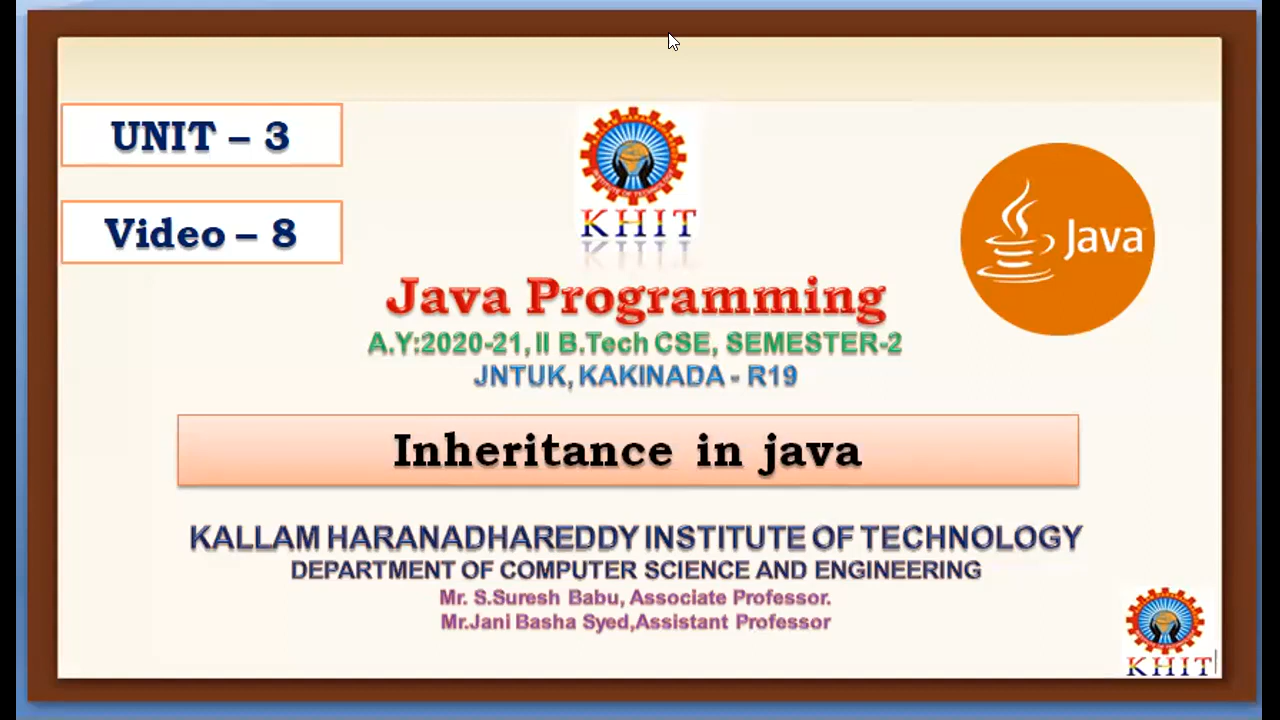 UNIT – 3
Video – 8
KHIT
Java
Java Programming
A.Y:2020-21, II B.Tech CSE, SEMESTER-2
JNTUK, KAKINADA - R19
Inheritance in java
KALLAM HARANADHAREDDY INSTITUTE OF TECHNOLOGY
DEPARTMENT OF COMPUTER SCIENCE AND ENGINEERING
Mr. S.Suresh Babu, Associate Professor.
Mr.Jani Basha Syed,Assistant Professor
KHIT